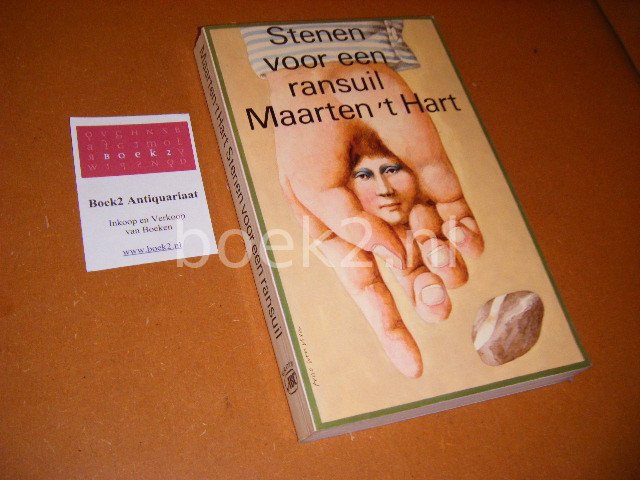 Stenen
voor een
ransuil
Maarten 't Hart
Maarten 't Hart Stenen voor een ransuil
BOEK2
Boek2 Antiquariaat
Inkoop en Verkoop
van Boeken
www.boek2.nl
boek2.nl